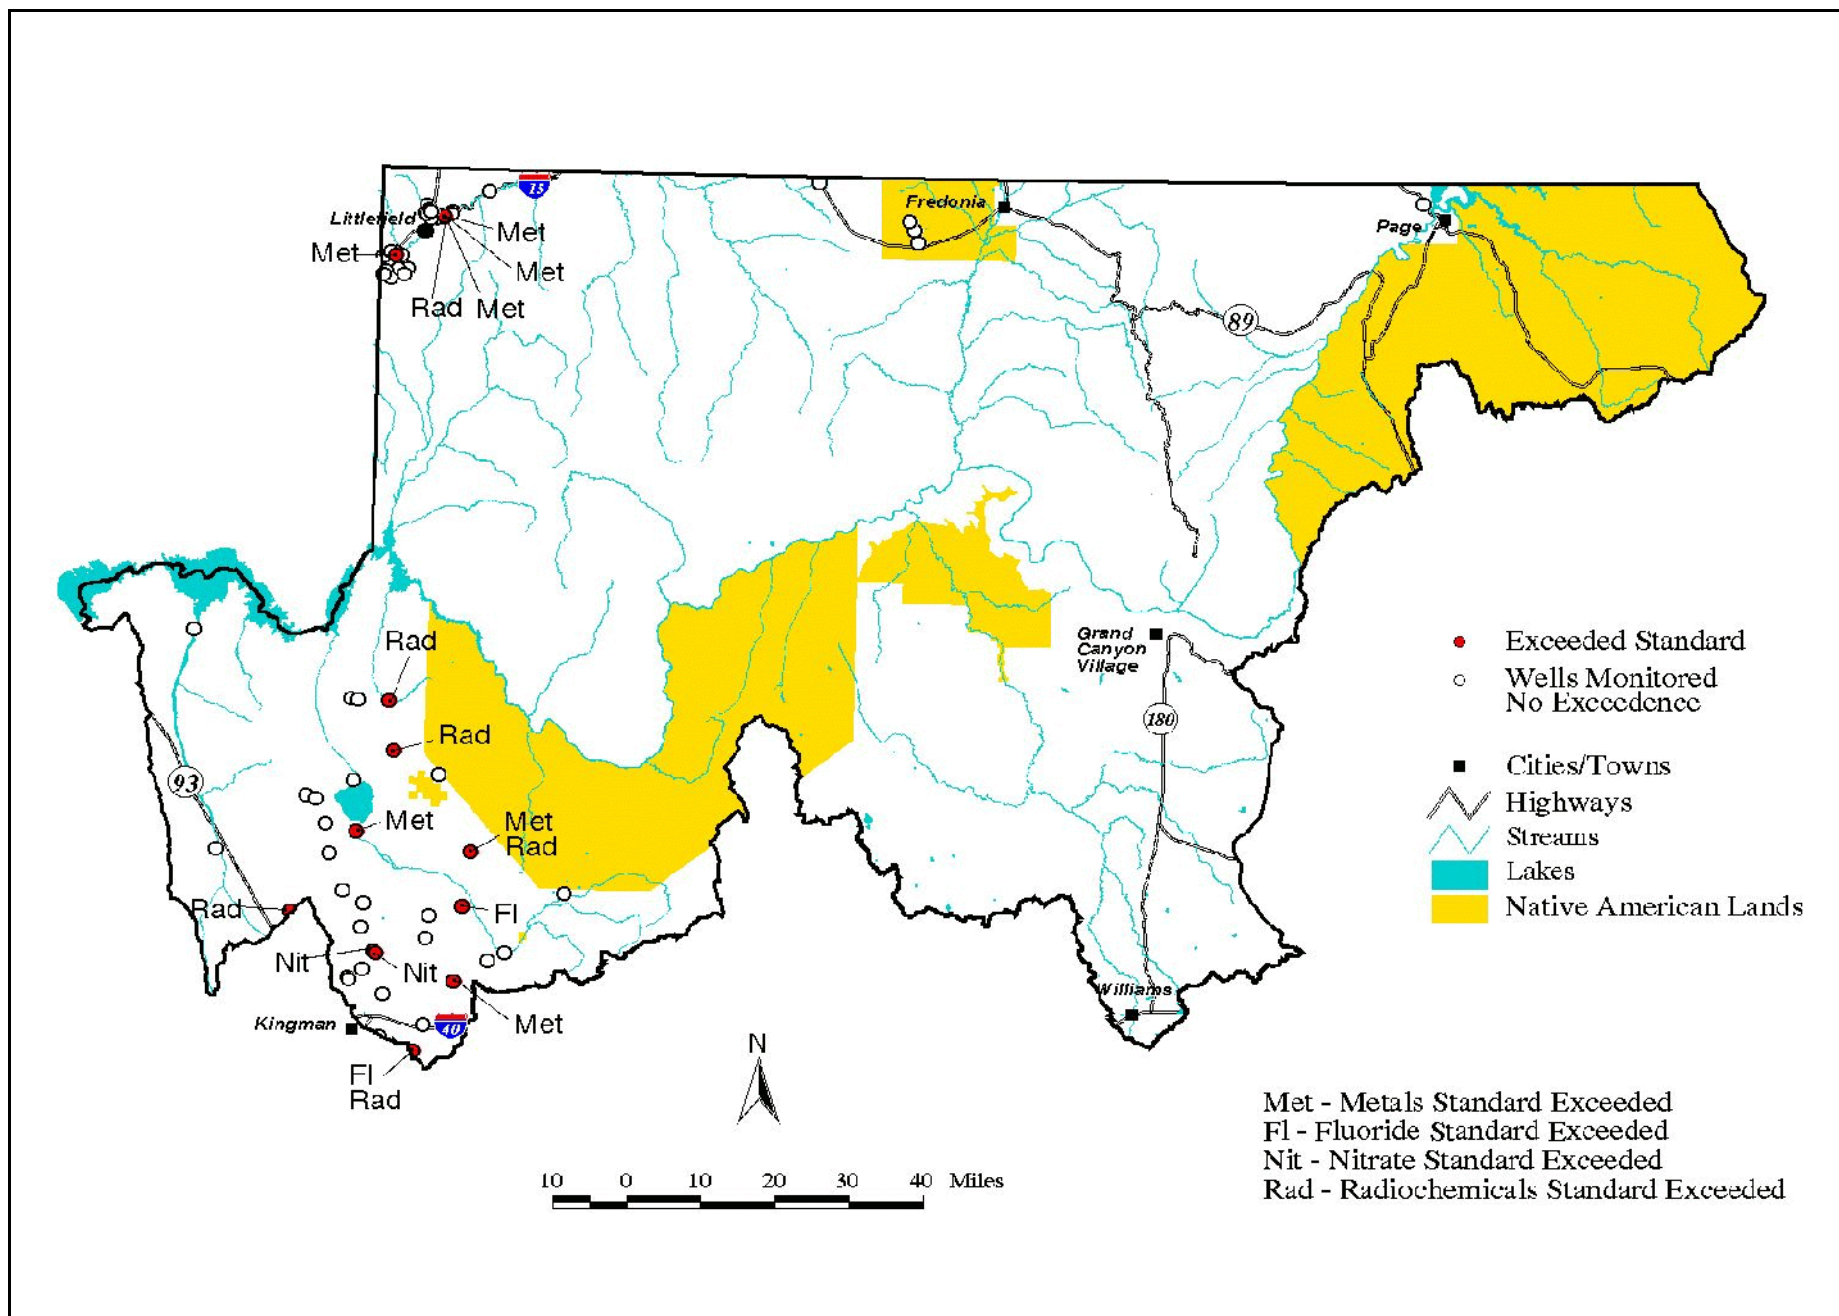 15
Fredonia
Littlefield
Page
Met
Met
Met
Rad Met
89
Rad
Grand
Canyon
Village
Exceeded Standard
Wells Monitored
No Exceedence
180
Rad
93
Cities/Towns
Highways
Streams
Lakes
Native American Lands
Met
Met
Rad
Rad
Fl
Nit
Nit
Williams
Kingman
40
Met
N
Fl
Rad
Met - Metals Standard Exceeded
Fl - Fluoride Standard Exceeded
Nit - Nitrate Standard Exceeded
Rad - Radiochemicals Standard Exceeded
10 0 10 20 30 40 Miles